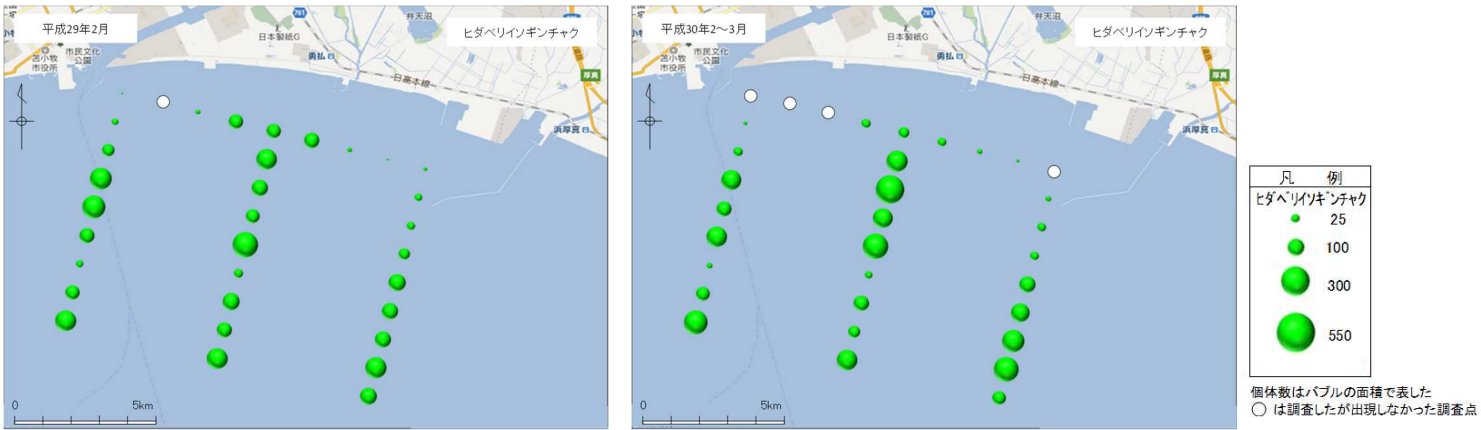 平成29年2月
ヒダベリイソギンチャク
781
弁天沼
日本製紙G
市民文化
公園
苫小牧
市役所
勇払
日高本線
厚真
浜厚真
0
5km
平成30年2～3月
ヒダベリイソギンチャク
781
弁天沼
日本製紙G
市民文化
公園
苫小牧
市役所
勇払
日高本線
厚真
浜厚真
0
5km
凡 例
ヒダベリイソギンチャク
25
100
300
550
個体数はバブルの面積で表した
○ は調査したが出現しなかった調査点